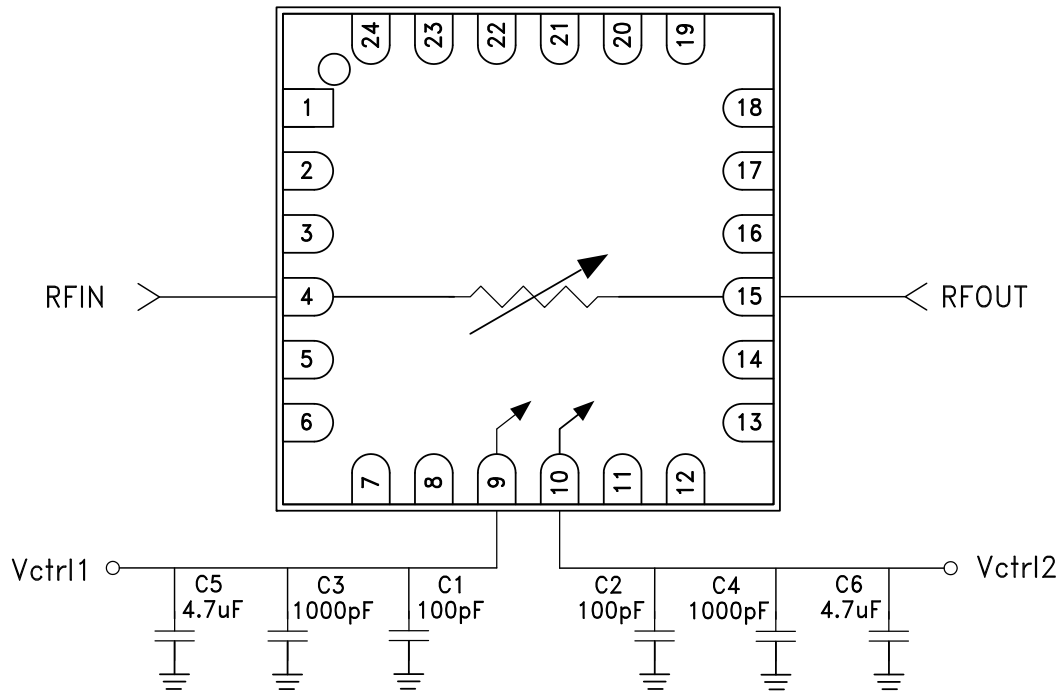 24 23 22 21 20 19
1
2
3
4
5
6
18
17
16
15
14
13
RFIN
RFOUT
7 8 9 10 11 12
Vctrl1
Vctrl2
C5
4.7uF
C3
1000pF
C1
100pF
C2
100pF
C4
1000pF
C6
4.7uF